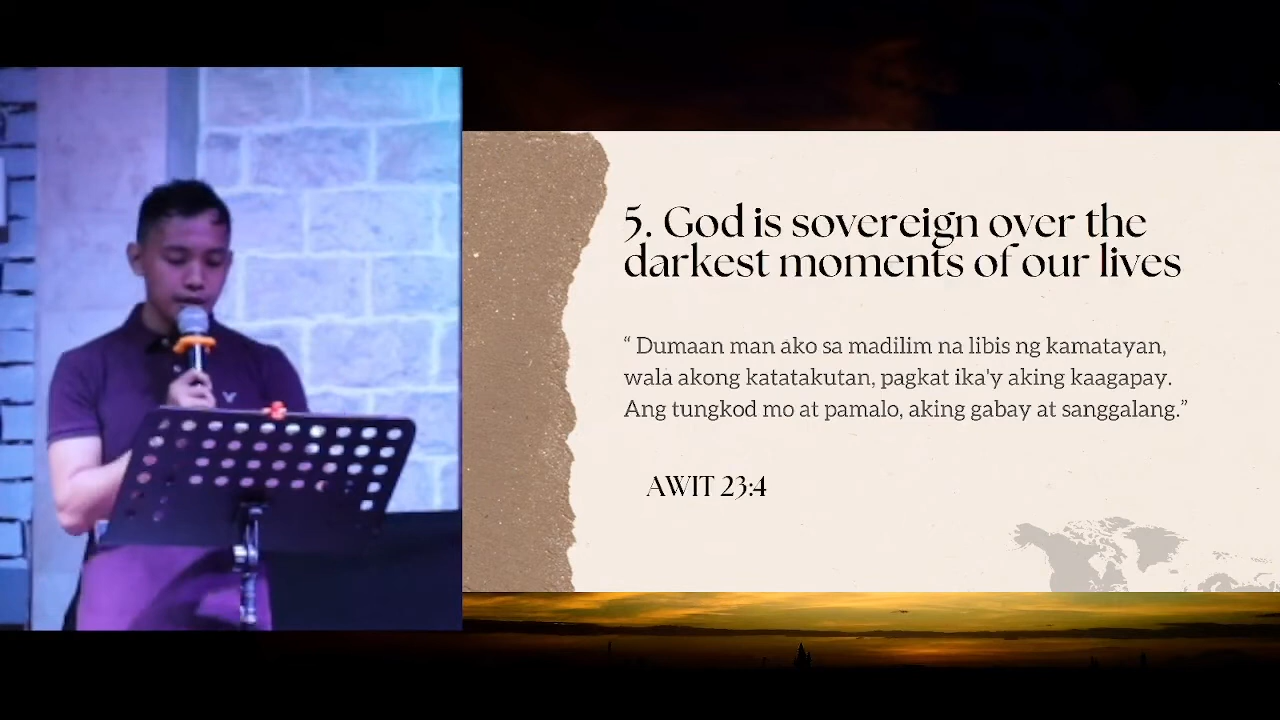 5. God is sovereign over the
darkest moments of our lives
“ Dumaan man ako sa madilim na libis ng kamatayan,
wala akong katatakutan, pagkat ika'y aking kaagapay.
Ang tungkod mo at pamalo, aking gabay at sanggalang.”
AWIT 23:4